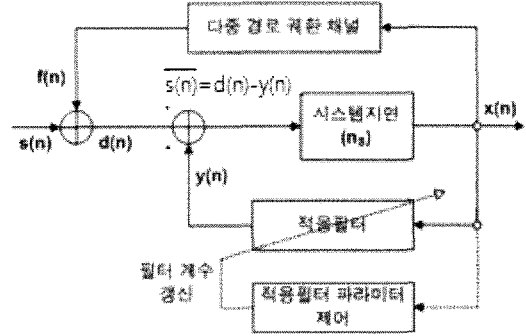 다중 경로 궤환 채널
f(n)
s(n)=d(n)-y(n)
시스템지연
(n₃)
x(n)
s(n)
d(n)
y(n)
적응필터
필터 계수
갱신
적응필터 파라미터
제어